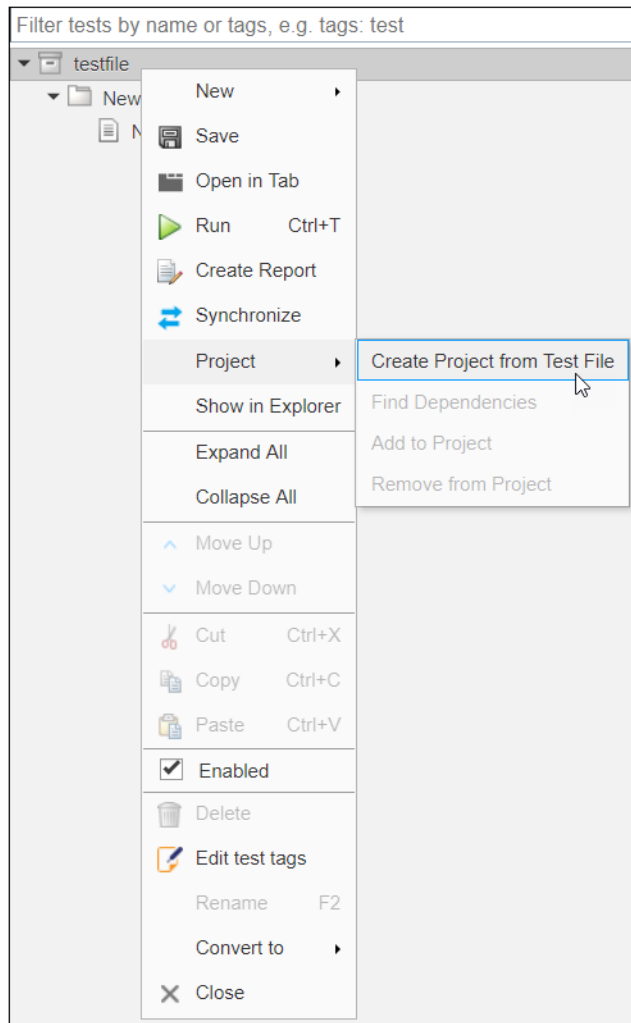 Filter tests by name or tags, e.g. tags: test
testfile
New
N
New
Save
Open in Tab
Run Ctrl+T
Create Report
Synchronize
Project
Show in Explorer
Expand All
Collapse All
Move Up
Move Down
Cut Ctrl+X
Copy Ctrl+C
Paste Ctrl+V
Enabled
Delete
Edit test tags
Rename F2
Convert to
Close
Create Project from Test File
Find Dependencies
Add to Project
Remove from Project